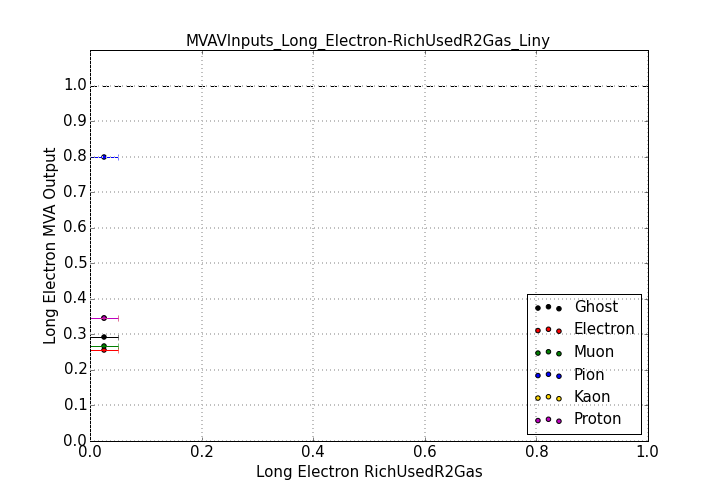 MVAVInputs_Long_Electron-RichUsedR2Gas_Liny
1.0
0.9
0.8
0.7
0.6
0.5
0.4
0.3
0.2
0.1
0.0
Long Electron MVA Output
Ghost
Electron
Muon
Pion
Kaon
Proton
0.0 0.2 0.4 0.6 0.8 1.0
Long Electron RichUsedR2Gas